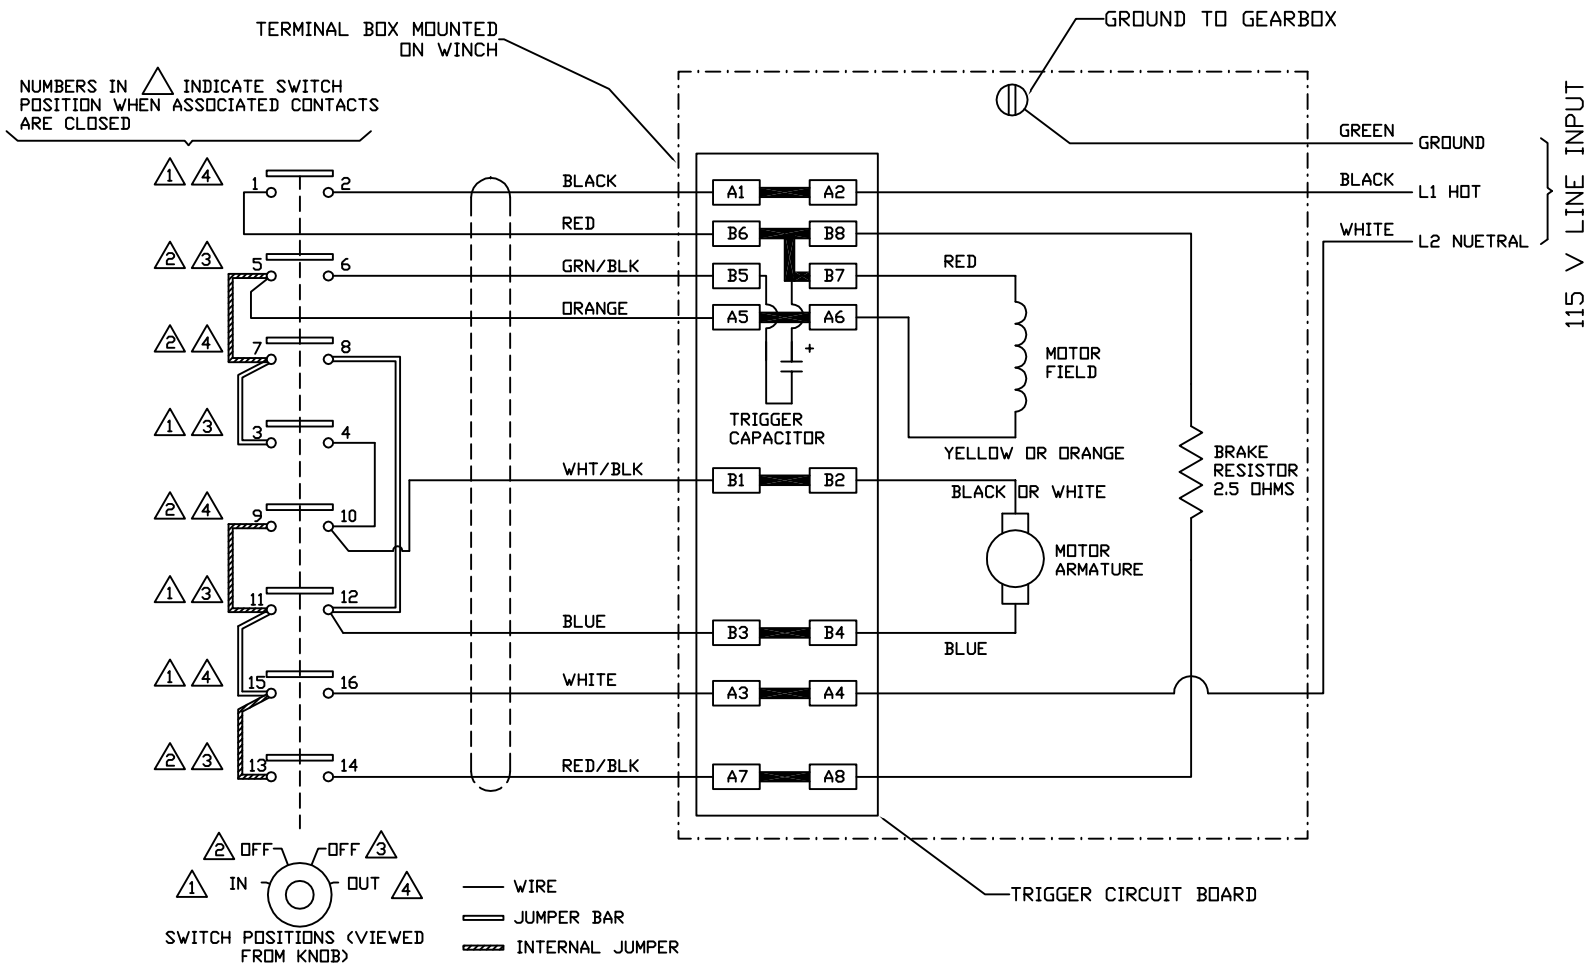 TERMINAL BOX MOUNTED
ON WINCH
GROUND TO GEARBOX
NUMBERS IN △ INDICATE SWITCH
POSITION WHEN ASSOCIATED CONTACTS
ARE CLOSED
115 V LINE INPUT
GREEN
GROUND
1 4
1
2
BLACK
A1
A2
BLACK
L1 HOT
RED
B6
B8
WHITE
L2 NUETRAL
2 3
5
6
GRN/BLK
B5
B7
RED
ORANGE
A5
A6
2 4
7
8
+
MOTOR
FIELD
TRIGGER
CAPACITOR
1 3
3
4
YELLOW OR ORANGE
BRAKE
RESISTOR
2.5 OHMS
WHT/BLK
B1
B2
BLACK OR WHITE
2 4
9
10
MOTOR
ARMATURE
1 3
11
12
BLUE
B3
B4
BLUE
1 4
15
16
WHITE
A3
A4
2 3
13
14
RED/BLK
A7
A8
2 OFF
OFF 3
1 IN
OUT 4
SWITCH POSITIONS (VIEWED
FROM KNOB)
WIRE
JUMPER BAR
INTERNAL JUMPER
TRIGGER CIRCUIT BOARD